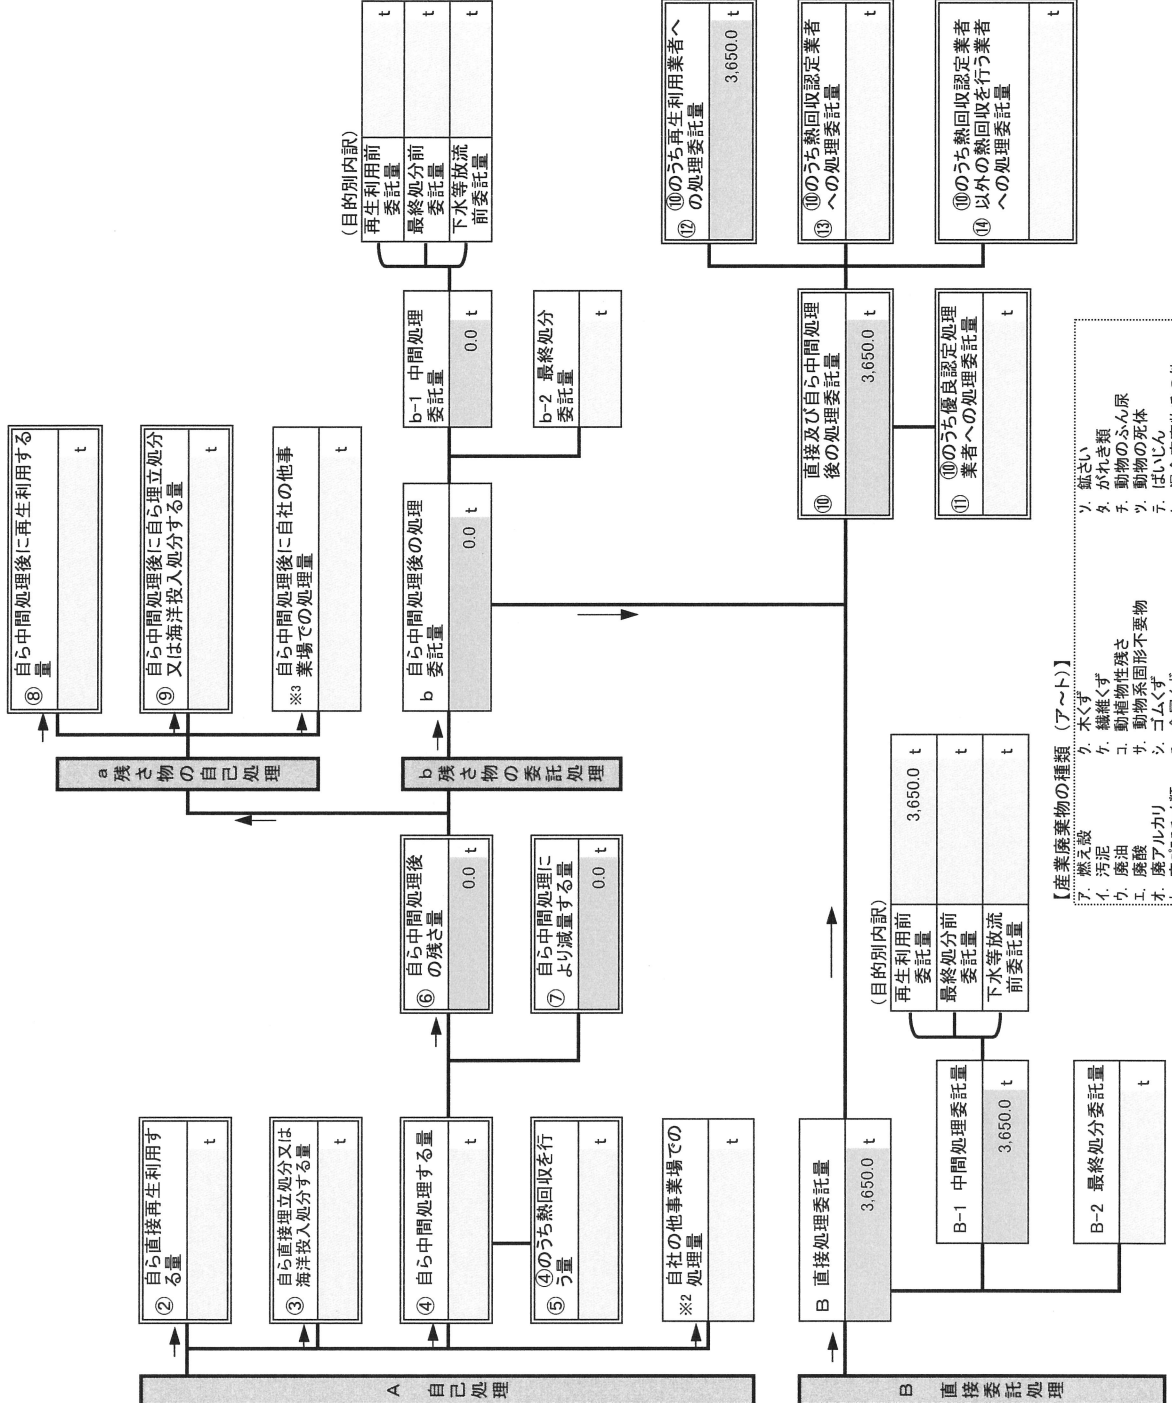 A 自己処理
② 自ら直接再生利用す
る量
t
③ 自ら直接埋立処分又は
海洋投入処分する量
t
④ 自ら中間処理する量
t
⑤ ④のうち熱回収を行
う量
t
※2 自社の他事業場での
処理量
t
⑥ 自ら中間処理後
の残さ量
0.0 t
⑦ 自ら中間処理に
より減量する量
0.0 t
a 残さ物の自己処理
b 残さ物の委託処理
⑧ 自ら中間処理後に再生利用する
量
t
⑨ 自ら中間処理後に自ら埋立処分
又は海洋投入処分する量
t
※3 自ら中間処理後に自社の他事
業場での処理量
t
b 自ら中間処理後の処理
委託量
0.0 t
b-1 中間処理
委託量
0.0 t
b-2 最終処分
委託量
t
(目的別内訳)
再生利用前
委託量
t
最終処分前
委託量
t
下水等放流
前委託量
t
B 直接委託処理
B 直接処理委託量
3,650.0 t
B-1 中間処理委託量
3,650.0 t
B-2 最終処分委託量
t
(目的別内訳)
再生利用前
委託量
3,650.0 t
最終処分前
委託量
t
下水等放流
前委託量
t
⑩ 直接及び自ら中間処理
後の処理委託量
3,650.0 t
⑪ ⑩のうち優良認定処理
業者への処理委託量
t
⑫ ⑩のうち再生利用業者へ
の処理委託量
3,650.0 t
⑬ ⑩のうち熱回収認定業者
への処理委託量
t
⑭ ⑩のうち熱回収認定業者
以外の熱回収を行う業者
への処理委託量
t
【産業廃棄物の種類 (ア~ト)】
ア. 燃え殻
イ. 汚泥
ウ. 廃油
エ. 廃酸
オ. 廃アルカリ
ク. 木くず
ケ. 繊維くず
コ. 動植物性残さ
サ. 動物系固形不要物
シ. ゴムくず
ソ. 鉱さい
タ. がれき類
チ. 動物のふん尿
ツ. 動物の死体
テ. ばいじん